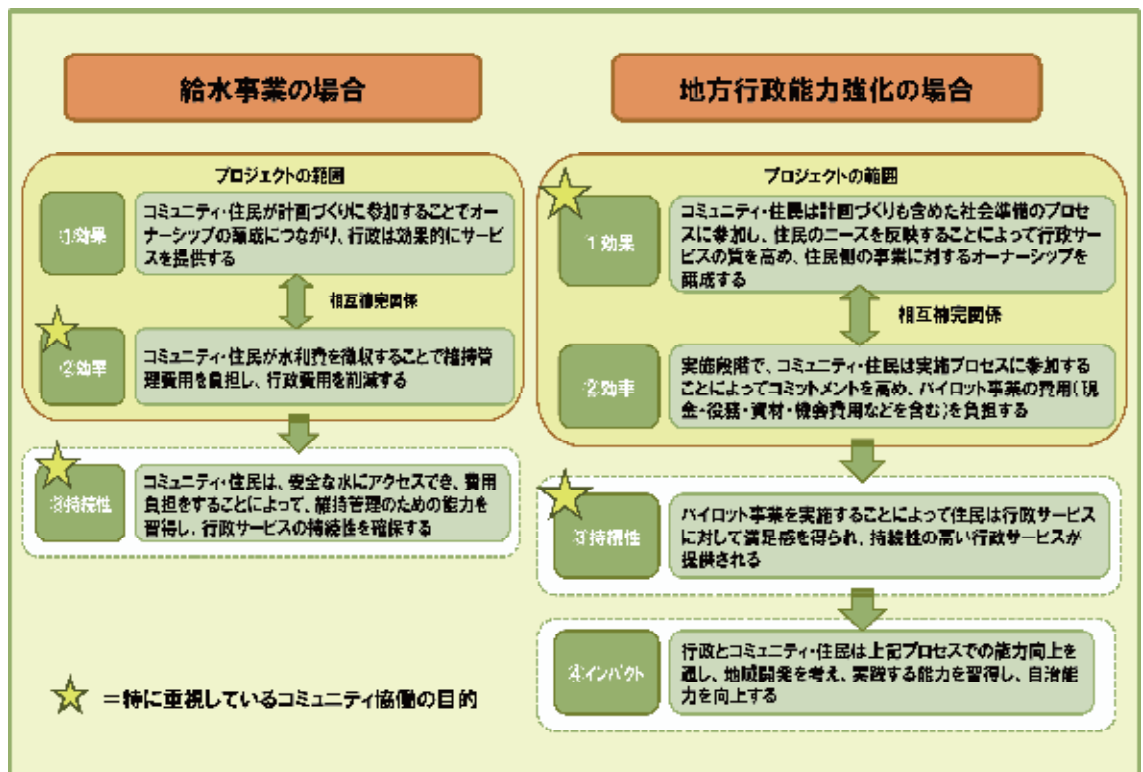 給水事業の場合
プロジェクトの範囲
①効果
コミュニティ・住民が計画づくりに参加することでオー
ナーシップの醸成につながり、行政は効果的にサービ
スを提供する
相互補完関係
②効率
コミュニティ・住民が水利費を徴収することで維持管
理費用を負担し、行政費用を削減する
③持続性
コミュニティ・住民は、安全な水にアクセスでき、費用
負担をすることによって、維持管理のための能力を
習得し、行政サービスの持続性を確保する
地方行政能力強化の場合
プロジェクトの範囲
①効果
コミュニティ・住民は計画づくりも含めた社会準備のプロセ
スに参加し、住民のニーズを反映することによって行政サー
ビスの質を高め、住民側の事業に対するオーナーシップを
醸成する
相互補完関係
②効率
実施段階で、コミュニティ・住民は実施プロセスに参加する
ことによってコミットメントを高め、パイロット事業の費用(現
金・役務・資材・機会費用などを含む)を負担する
③持続性
パイロット事業を実施することによって住民は行政サービス
に対して満足感を得られ、持続性の高い行政サービスが
提供される
④インパクト
行政とコミュニティ・住民は上記プロセスでの能力向上を
通し、地域開発を考え、実践する能力を習得し、自治能
力を向上する
=特に重視しているコミュニティ協働の目的